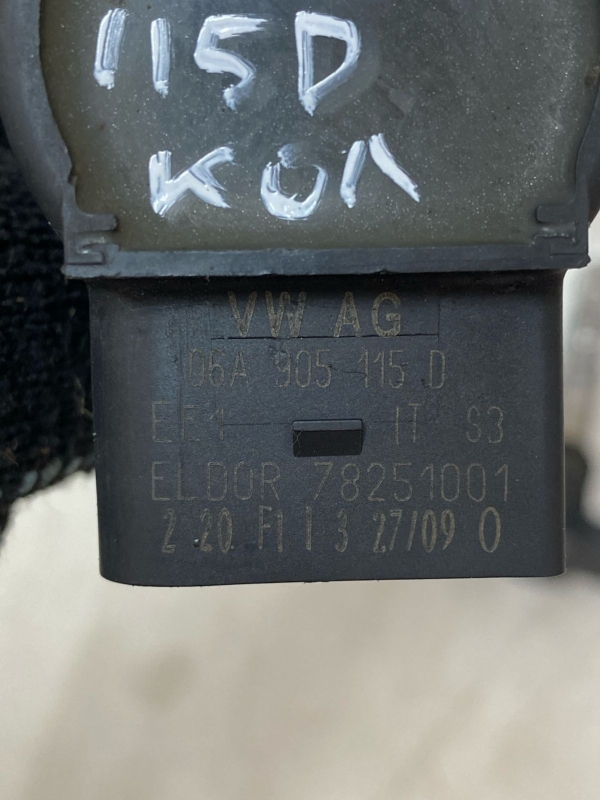 115D
КОЛ
VW AG
06A 905 115 D
EF1 IT S3
ELDOR 78251001
2 20 F1 1 3 27/09 0